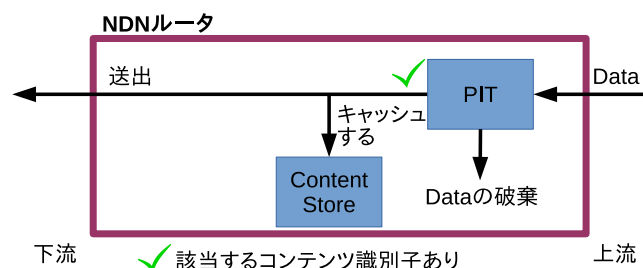 NDNルータ
送出
Data
PIT
キャッシュ
する
Content
Store
Dataの破棄
下流
上流
該当するコンテンツ識別子あり